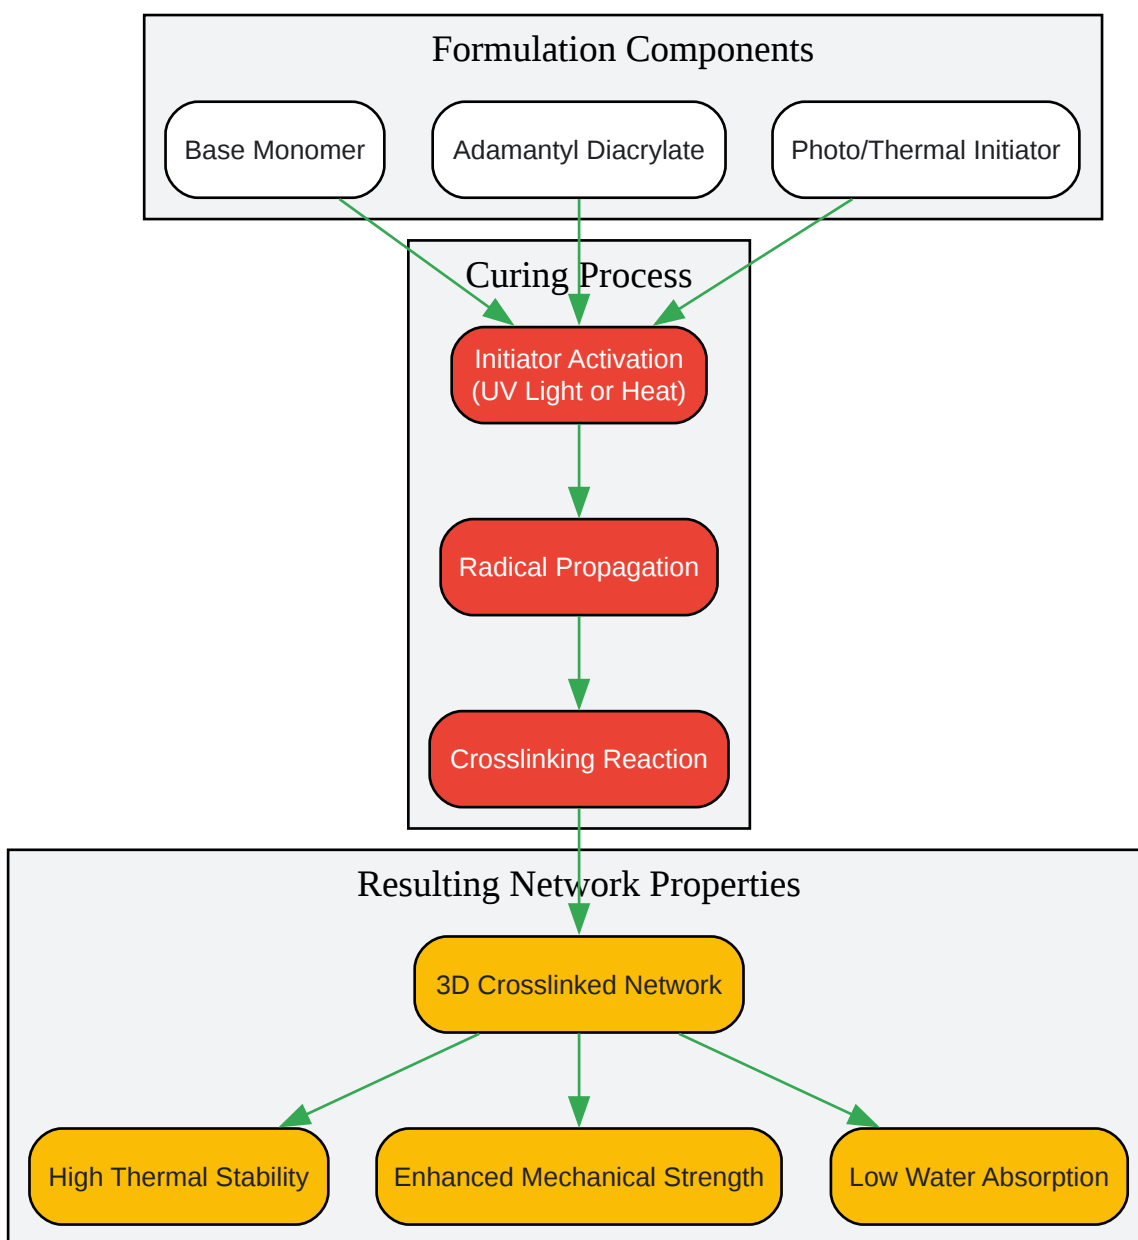 Formulation Components
Base Monomer
Adamantyl Diacrylate
Photo/Thermal Initiator
Curing Process
Initiator Activation
(UV Light or Heat)
Radical Propagation
Crosslinking Reaction
Resulting Network Properties
3D Crosslinked Network
High Thermal Stability
Enhanced Mechanical Strength
Low Water Absorption